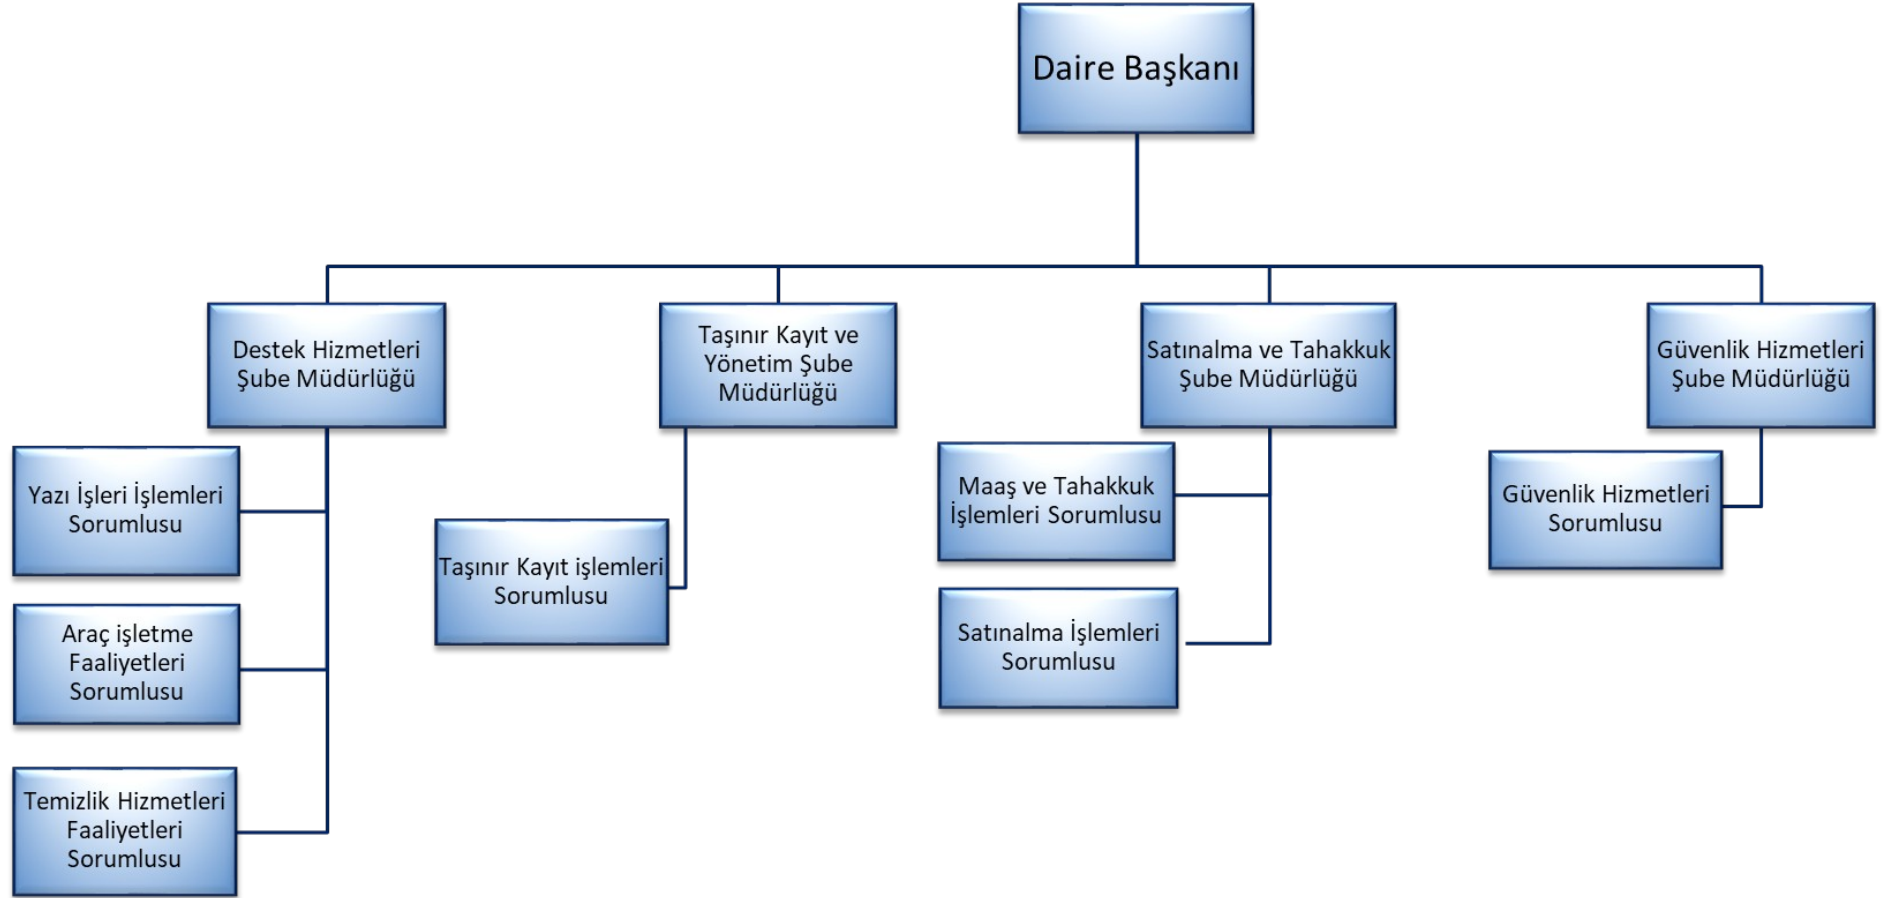 Daire Başkanı
Destek Hizmetleri
Şube Müdürlüğü
Taşınır Kayıt ve
Yönetim Şube
Müdürlüğü
Satınalma ve Tahakkuk
Şube Müdürlüğü
Güvenlik Hizmetleri
Şube Müdürlüğü
Yazı İşleri İşlemleri
Sorumlusu
Araç işletme
Faaliyetleri
Sorumlusu
Temizlik Hizmetleri
Faaliyetleri
Sorumlusu
Taşınır Kayıt işlemleri
Sorumlusu
Maaş ve Tahakkuk
İşlemleri Sorumlusu
Satınalma İşlemleri
Sorumlusu
Güvenlik Hizmetleri
Sorumlusu